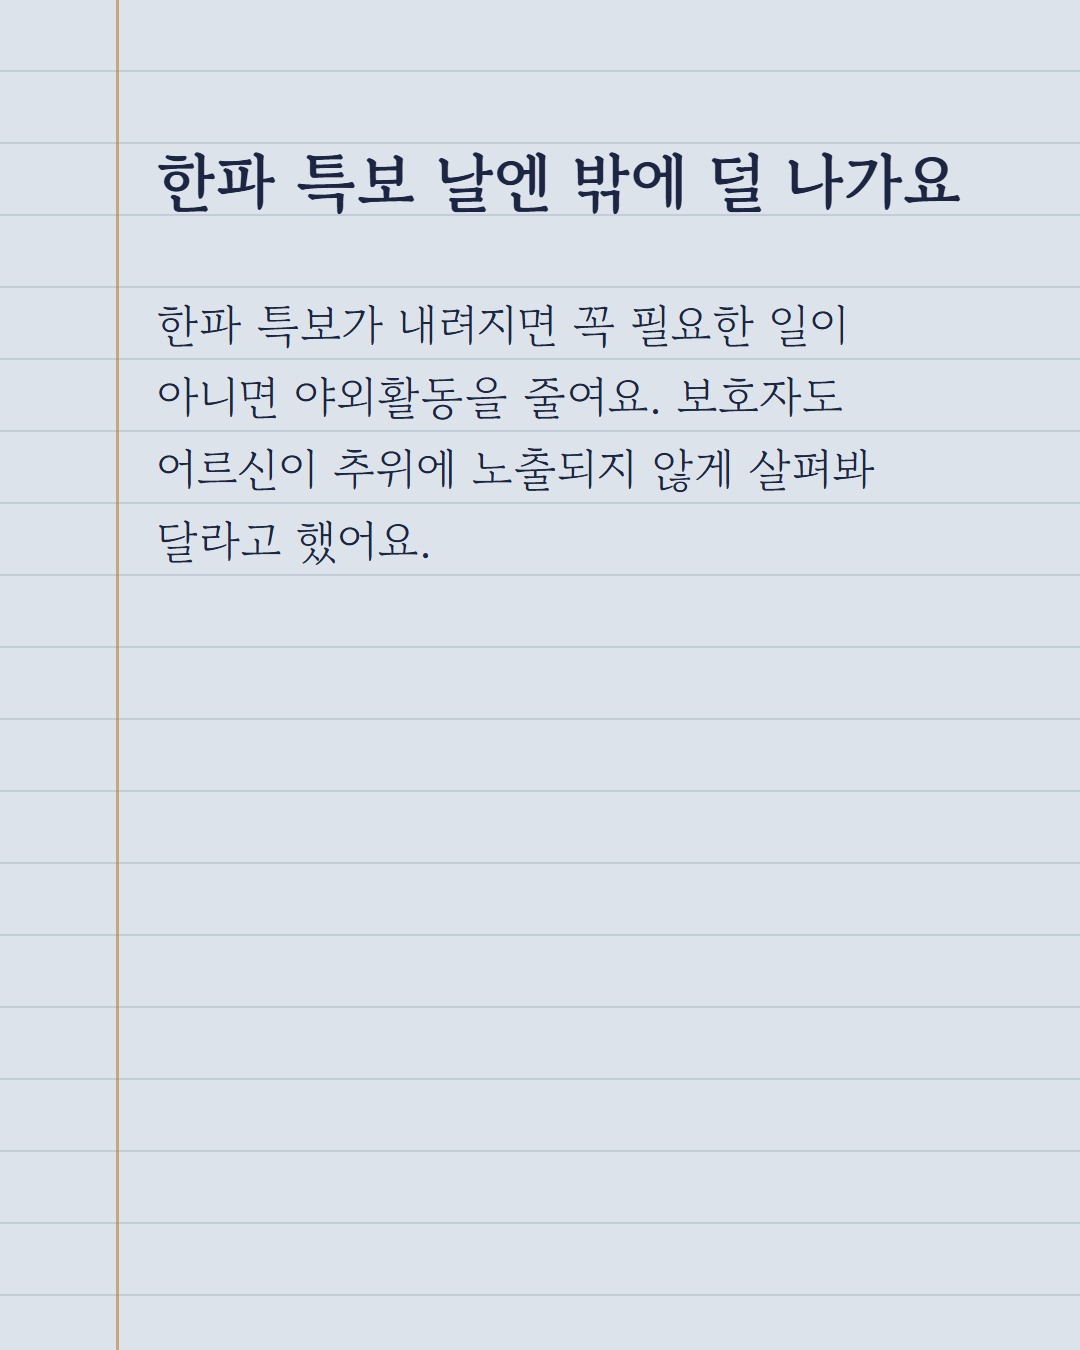 한파 특보 날엔 밖에 덜 나가요
한파 특보가 내려지면 꼭 필요한 일이
아니면 야외활동을 줄여요. 보호자도
어르신이 추위에 노출되지 않게 살펴봐
달라고 했어요.